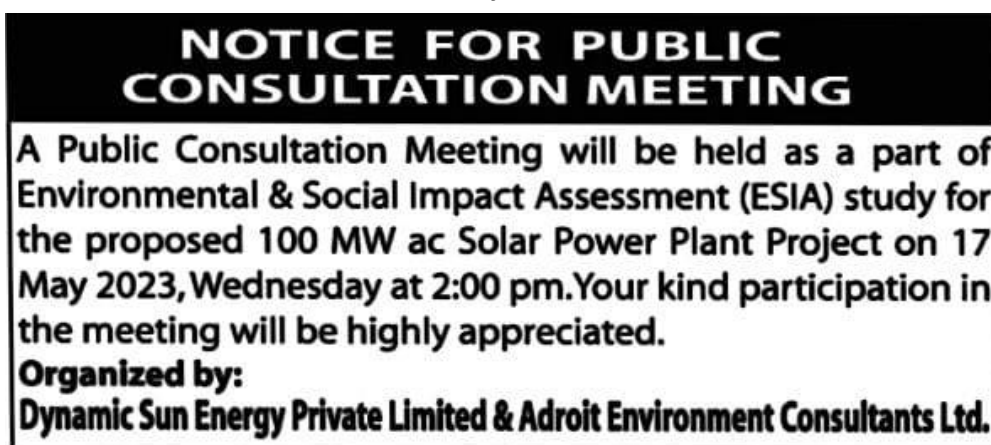 NOTICE FOR PUBLIC
CONSULTATION MEETING
A Public Consultation Meeting will be held as a part of
Environmental & Social Impact Assessment (ESIA) study for
the proposed 100 MW ac Solar Power Plant Project on 17
May 2023, Wednesday at 2:00 pm.Your kind participation in
the meeting will be highly appreciated.
Organized by:
Dynamic Sun Energy Private Limited & Adroit Environment Consultants Ltd.